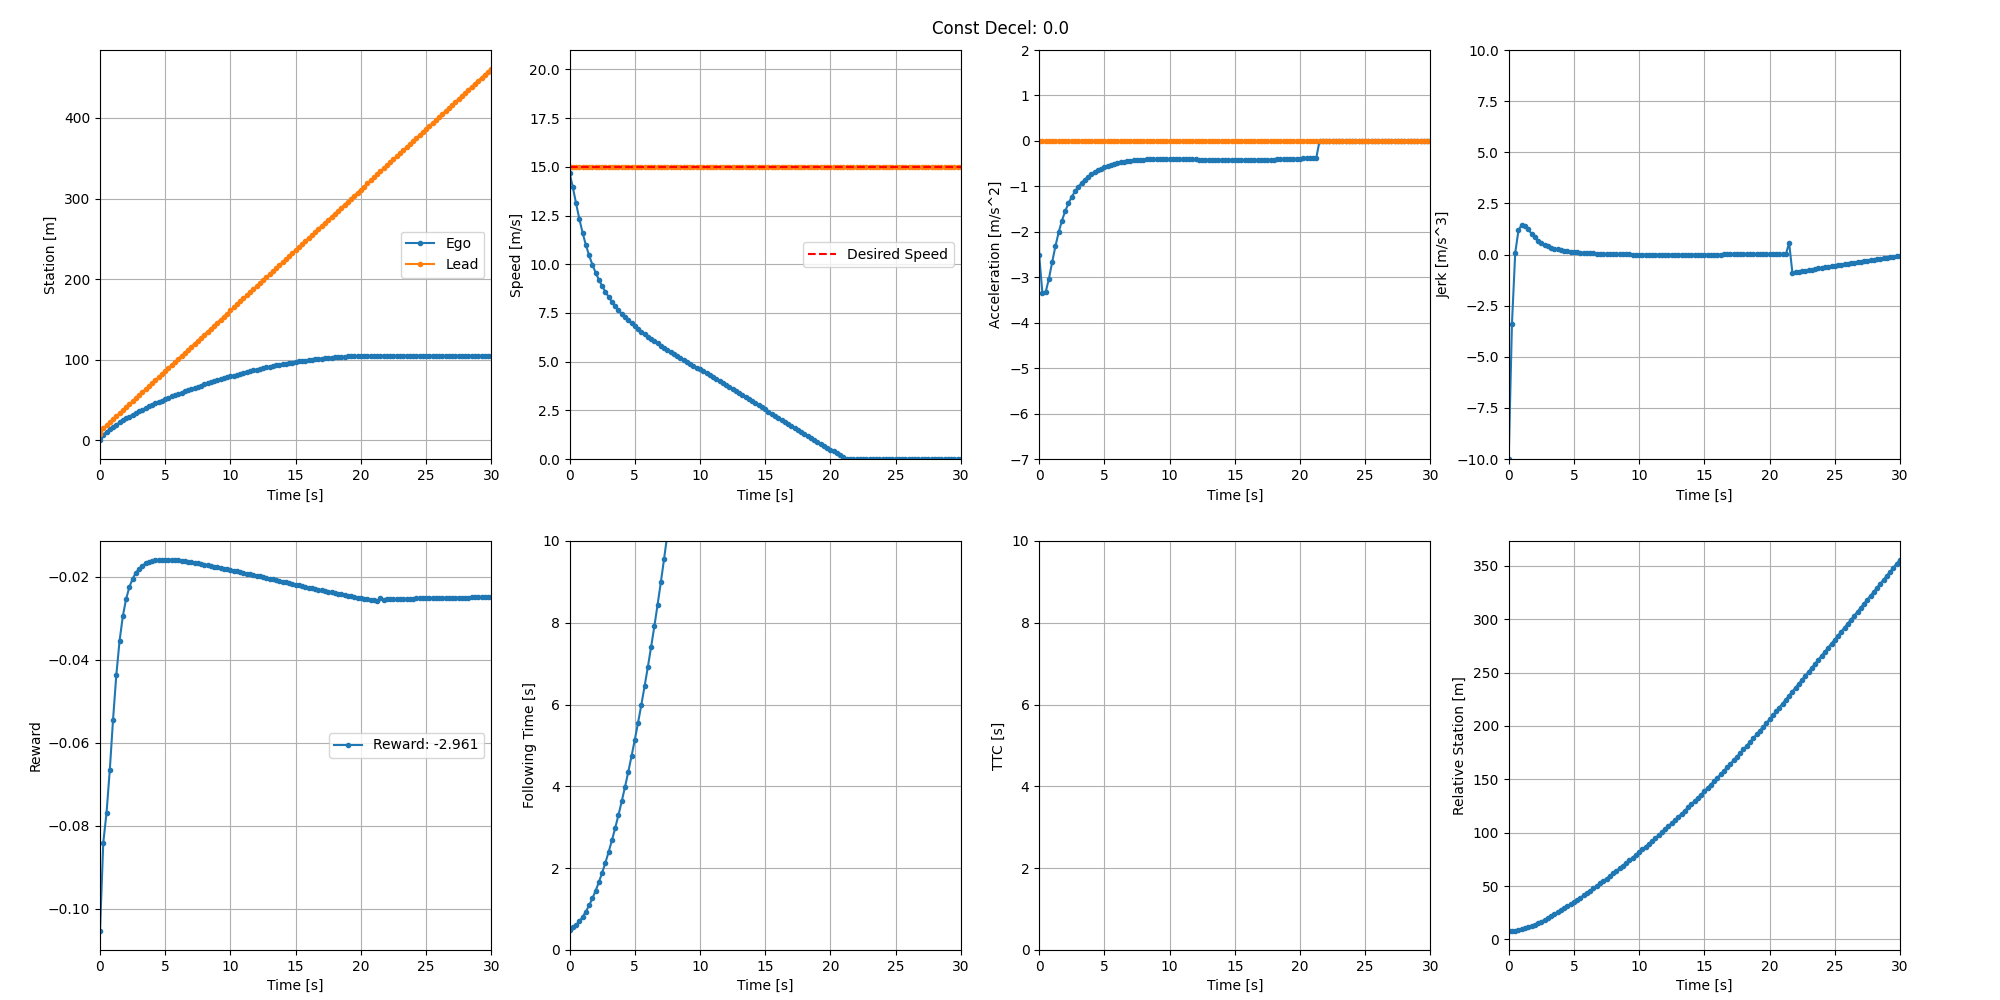 Const Decel: 0.0
Station [m]
400
300
200
100
0
Ego
Lead
0 5 10 15 20 25 30
Time [s]
Speed [m/s]
20.0
17.5
15.0
12.5
10.0
7.5
5.0
2.5
0.0
Desired Speed
0 5 10 15 20 25 30
Time [s]
Acceleration [m/s^2]
2
1
0
−1
−2
−3
−4
−5
−6
−7
0 5 10 15 20 25 30
Time [s]
Jerk [m/s^3]
10.0
7.5
5.0
2.5
0.0
−2.5
−5.0
−7.5
−10.0
0 5 10 15 20 25 30
Time [s]
Reward
−0.02
−0.04
−0.06
−0.08
−0.10
Reward: -2.961
0 5 10 15 20 25 30
Time [s]
Following Time [s]
10
8
6
4
2
0
0 5 10 15 20 25 30
Time [s]
TTC [s]
10
8
6
4
2
0
0 5 10 15 20 25 30
Time [s]
Relative Station [m]
350
300
250
200
150
100
50
0
0 5 10 15 20 25 30
Time [s]